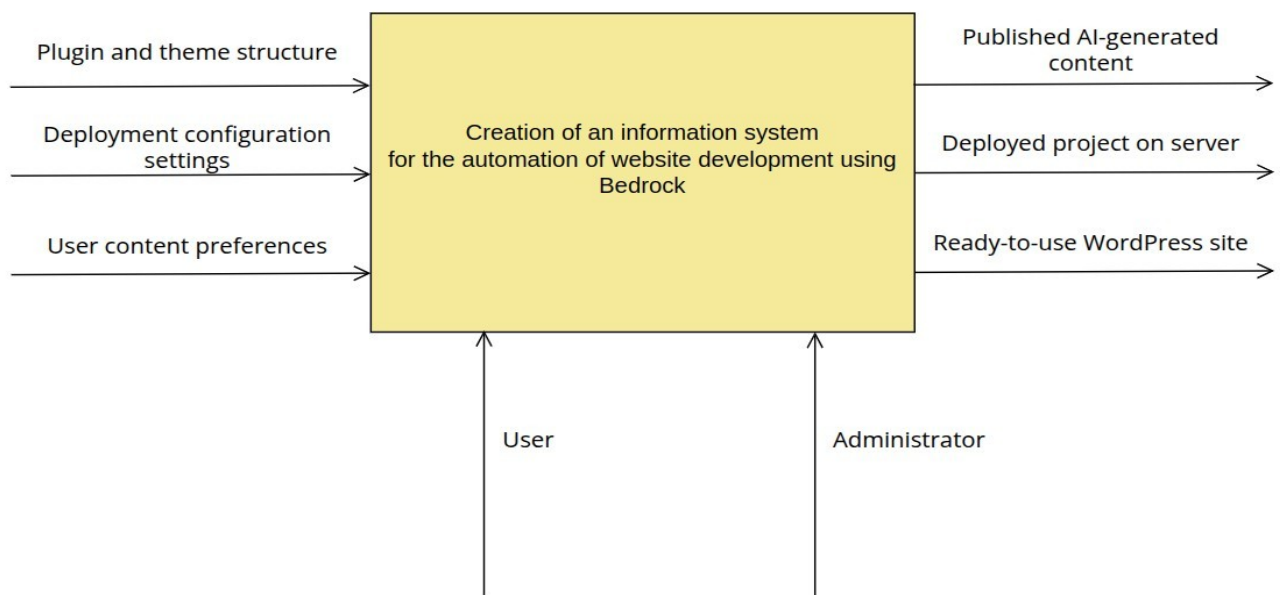 Plugin and theme structure
Deployment configuration
settings
User content preferences
Creation of an information system
for the automation of website development using
Bedrock
Published AI-generated
content
Deployed project on server
Ready-to-use WordPress site
User
Administrator